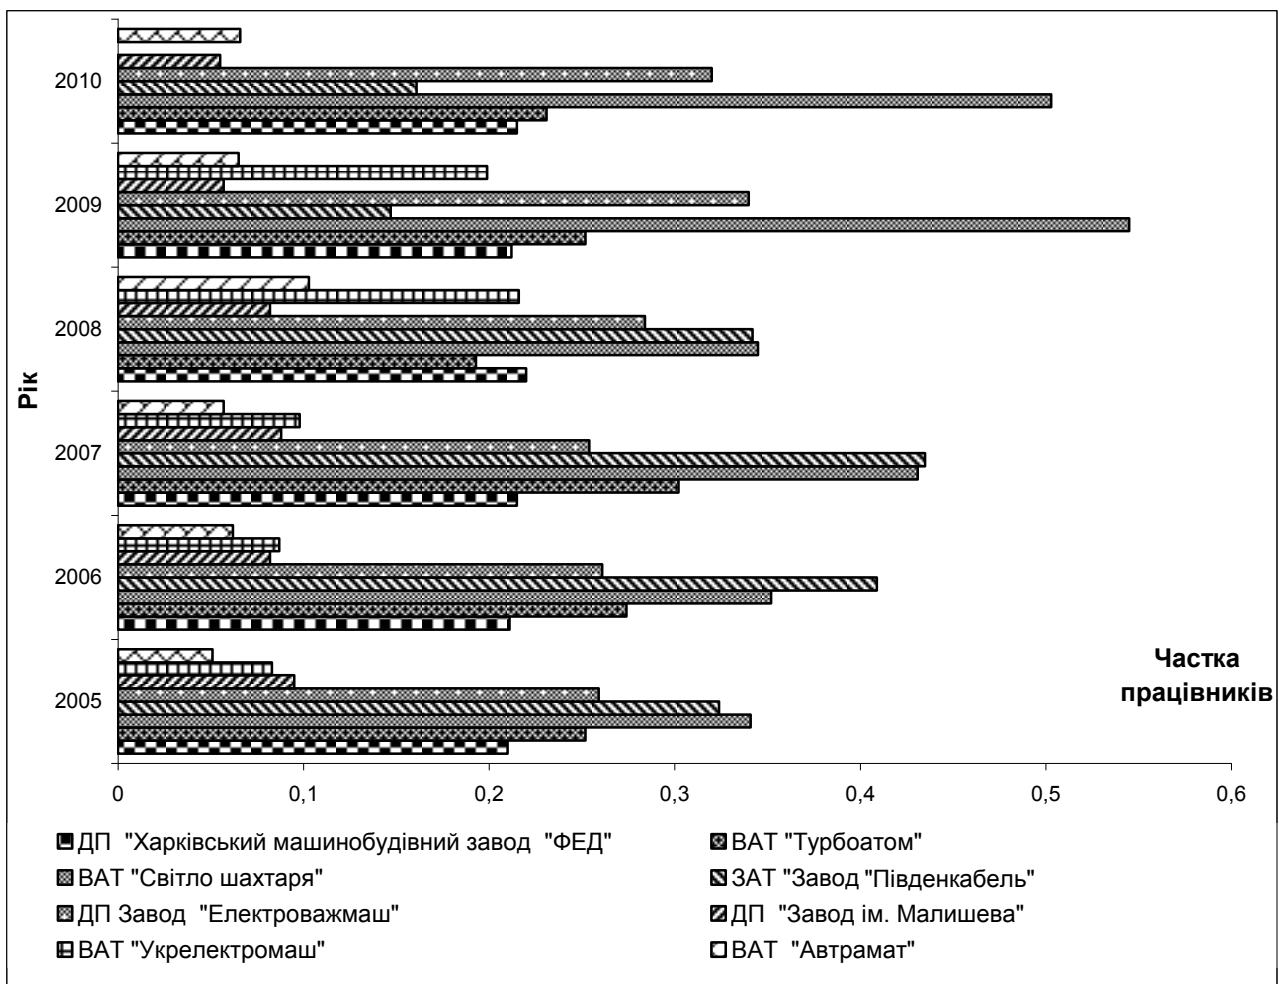 2010
2009
2008
Рік
2007
2006
Частка
працівників
2005
0 0,1 0,2 0,3 0,4 0,5 0,6
ДП "Харківський машинобудівний завод "ФЕД" ВАТ "Турбоатом"
ВАТ "Світло шахтаря" ЗАТ "Завод "Південкабель"
ДП Завод "Електроважмаш" ДП "Завод ім. Малишева"
ВАТ "Укрелектромаш" ВАТ "Автрамат"